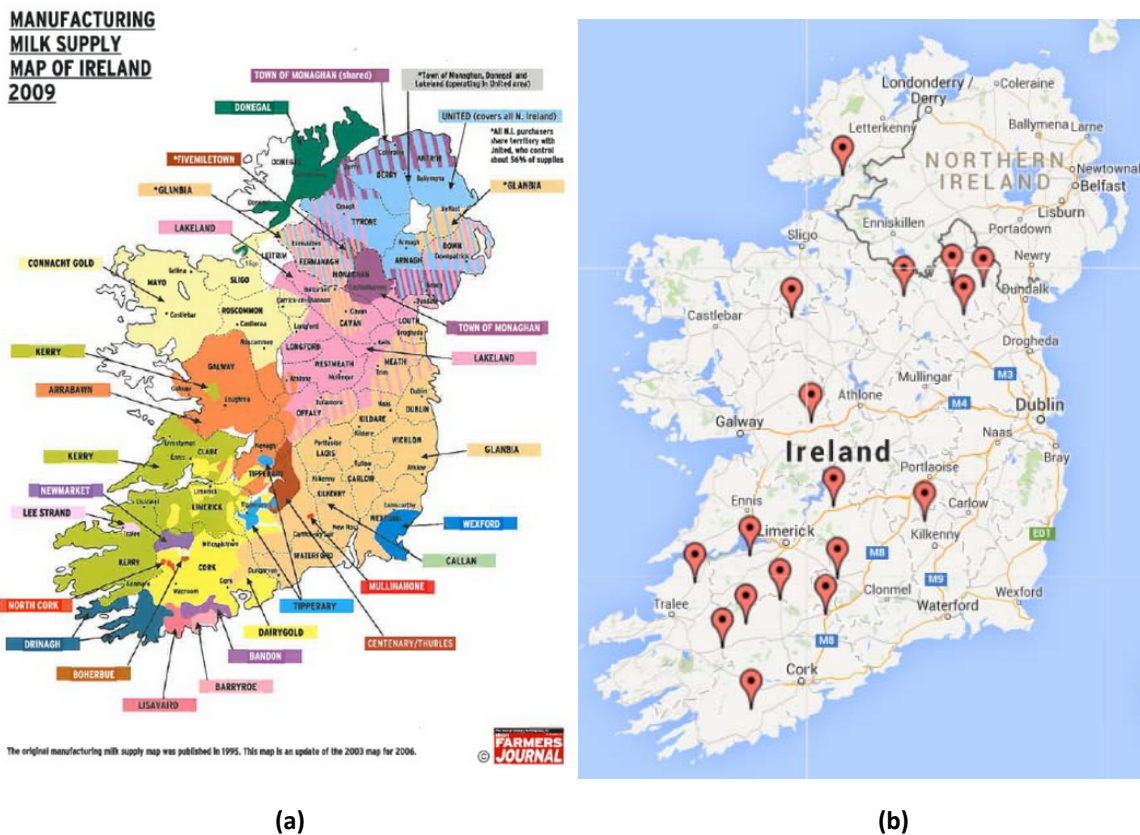 MANUFACTURING
MILK SUPPLY
MAP OF IRELAND
2009
TOWN OF MONAGHAN (shared)
*Town of Monaghan, Donegal and
Lakeland (operating in United area)
DONEGAL
UNITED (covers all N. Ireland)
*All N.I. purchasers
share territory with
United, who control
about 56% of supplies
*FIVEMILETOWN
*GLANBIA
*GLANBIA
LAKELAND
CONNACHT GOLD
TOWN OF MONAGHAN
KERRY
LAKELAND
ARRABAWN
KERRY
GLANBIA
NEWMARKET
LEE STRAND
WEXFORD
CALLAN
MULLINAHONE
NORTH CORK
TIPPERARY
DRINAGH
DAIRYGOLD
CENTENARY/THURLES
BANDON
BOHERBUE
BARRYROE
LISAVAIRD
DERRY
ANTRIM
TYRONE
DOWN
ARMAGH
FERMANAGH
MONAGHAN
LEITRIM
SLIGO
MAYO
ROSCOMMON
CAVAN
LOUTH
LONGFORD
MEATH
WESTMEATH
GALWAY
DUBLIN
OFFALY
KILDARE
WICKLOW
LAOIS
CLARE
CARLOW
TIPPERARY
KILKENNY
LIMERICK
WATERFORD
KERRY
CORK
Castlebar
Loughrea
Mullingar
The original manufacturing milk supply map was published in 1995. This map is an update of the 2003 map for 2006.
©
FARMERS
JOURNAL
Londonderry /
Derry
Coleraine
Letterkenny
Ballymena
Larne
NORTHERN
IRELAND
Newtownal
Belfast
Lisburn
Enniskillen
Portadown
Sligo
Newry
Dundalk
Castlebar
Drogheda
M3
Mullingar
Athlone
M4
Dublin
Galway
Naas
Ireland
Bray
Portlaoise
Ennis
Carlow
Limerick
Kilkenny
E01
M8
M9
Clonmel
Wexford
Tralee
Waterford
M8
Cork
(a)
(b)